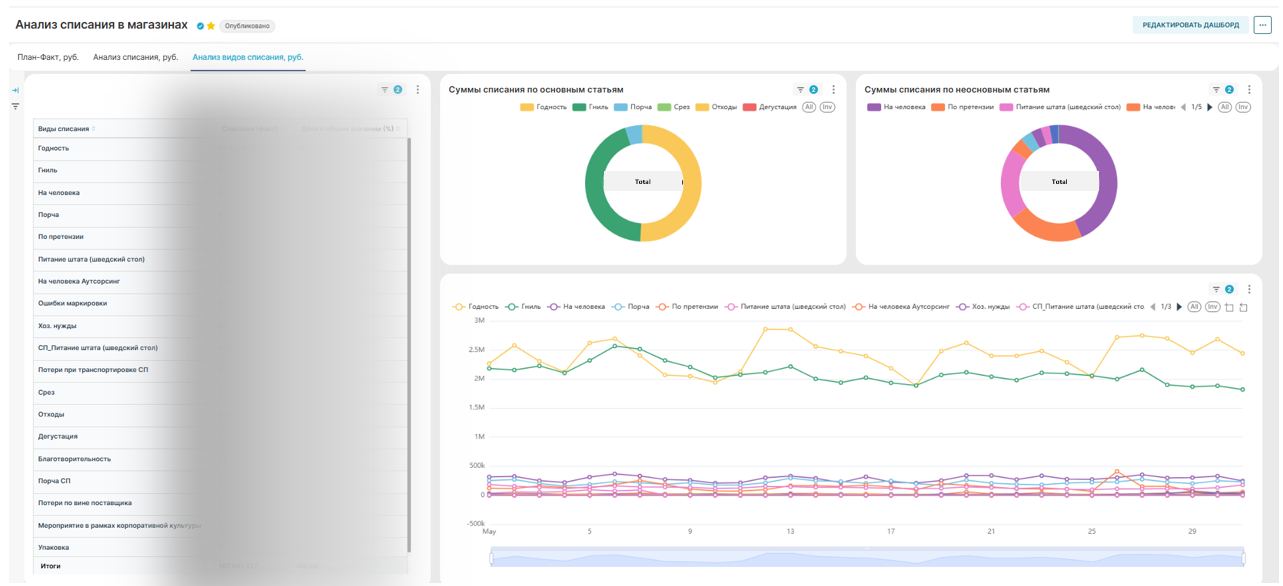 Анализ списания в магазинах
Опубликовано
РЕДАКТИРОВАТЬ ДАШБОРД
План-Факт, руб.
Анализ списания, руб.
Анализ видов списания, руб.
2
Виды списания
Годность
Гниль
На человека
Порча
По претензии
Питание штата (шведский стол)
На человека Аутсорсинг
Ошибки маркировки
Хоз. нужды
СП_Питание штата (шведский стол)
Потери при транспортировке СП
Срез
Отходы
Дегустация
Благотворительность
Порча СП
Потери по вине поставщика
Мероприятие в рамках корпоративной культуры
Упаковка
Итоги
Суммы списания по основным статьям
2
Годность Гниль Порча Срез Отходы Дегустация All Inv
Total
Суммы списания по неосновным статьям
2
На человека По претензии Питание штата (шведский стол) На челов 1/5 All Inv
Total
2
Годность Гниль На человека Порча По претензии Питание штата (шведский стол) На человека Аутсорсинг Хоз. нужды СП_Питание штата (шведский сто 1/3 All Inv
3M
2.5M
2M
1.5M
1M
500k
0
-500k
May 5 9 13 17 21 25 29